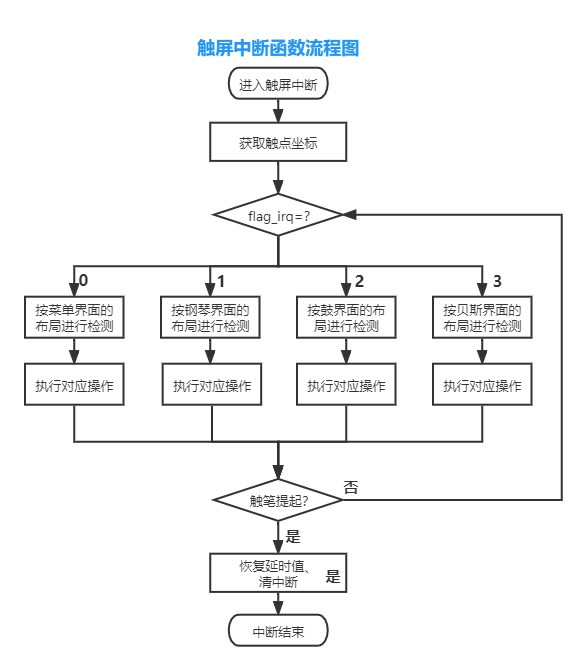 触屏中断函数流程图
进入触屏中断
获取触点坐标
flag_irq=?
0
1
2
3
按菜单界面的
布局进行检测
按钢琴界面的
布局进行检测
按鼓界面的布
局进行检测
按贝斯界面的
布局进行检测
执行对应操作
执行对应操作
执行对应操作
执行对应操作
触笔提起?
否
是
恢复延时值、
清中断
是
中断结束